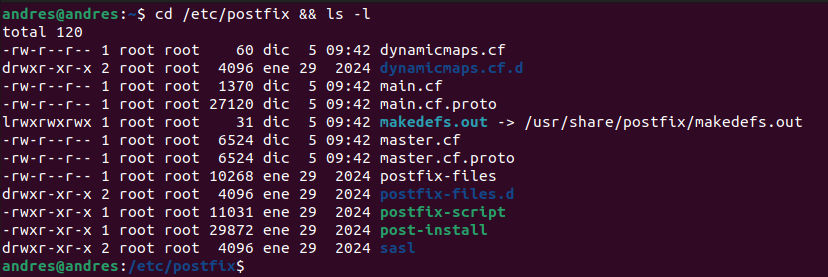 andres@andres:~$ cd /etc/postfix && ls -l
total 120
-rw-r--r-- 1 root root    60 dic  5 09:42 dynamicmaps.cf
drwxr-xr-x 2 root root  4096 ene 29  2024 dynamicmaps.cf.d
-rw-r--r-- 1 root root  1370 dic  5 09:42 main.cf
-rw-r--r-- 1 root root 27120 dic  5 09:42 main.cf.proto
lrwxrwxrwx 1 root root    31 dic  5 09:42 makedefs.out -> /usr/share/postfix/makedefs.out
-rw-r--r-- 1 root root  6524 dic  5 09:42 master.cf
-rw-r--r-- 1 root root  6524 dic  5 09:42 master.cf.proto
-rw-r--r-- 1 root root 10268 ene 29  2024 postfix-files
drwxr-xr-x 2 root root  4096 ene 29  2024 postfix-files.d
-rwxr-xr-x 1 root root 11031 ene 29  2024 postfix-script
-rwxr-xr-x 1 root root 29872 ene 29  2024 post-install
drwxr-xr-x 2 root root  4096 ene 29  2024 sasl
andres@andres:/etc/postfix$